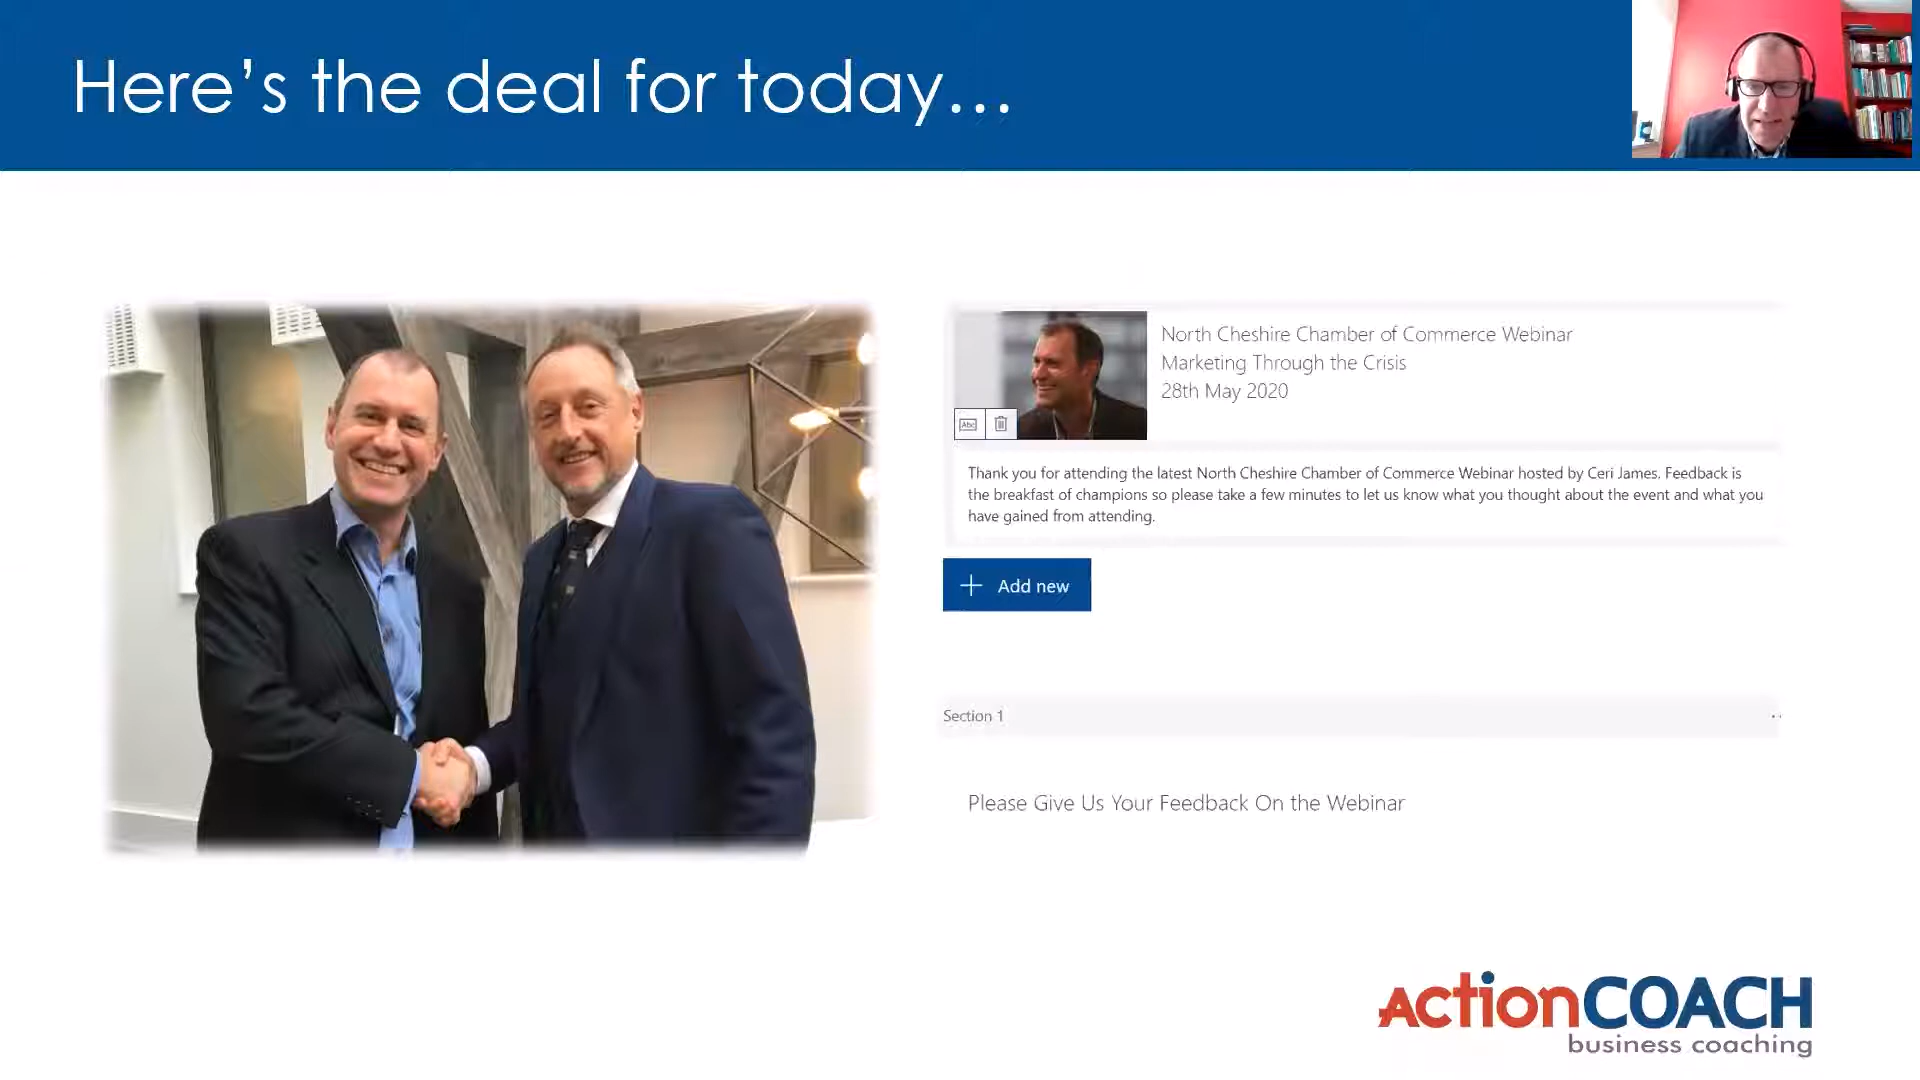 Here’s the deal for today…
North Cheshire Chamber of Commerce Webinar
Marketing Through the Crisis
28th May 2020
Abc
Thank you for attending the latest North Cheshire Chamber of Commerce Webinar hosted by Ceri James. Feedback is
the breakfast of champions so please take a few minutes to let us know what you thought about the event and what you
have gained from attending.
Add new
Section 1
Please Give Us Your Feedback On the Webinar
ActionCOACH
business coaching